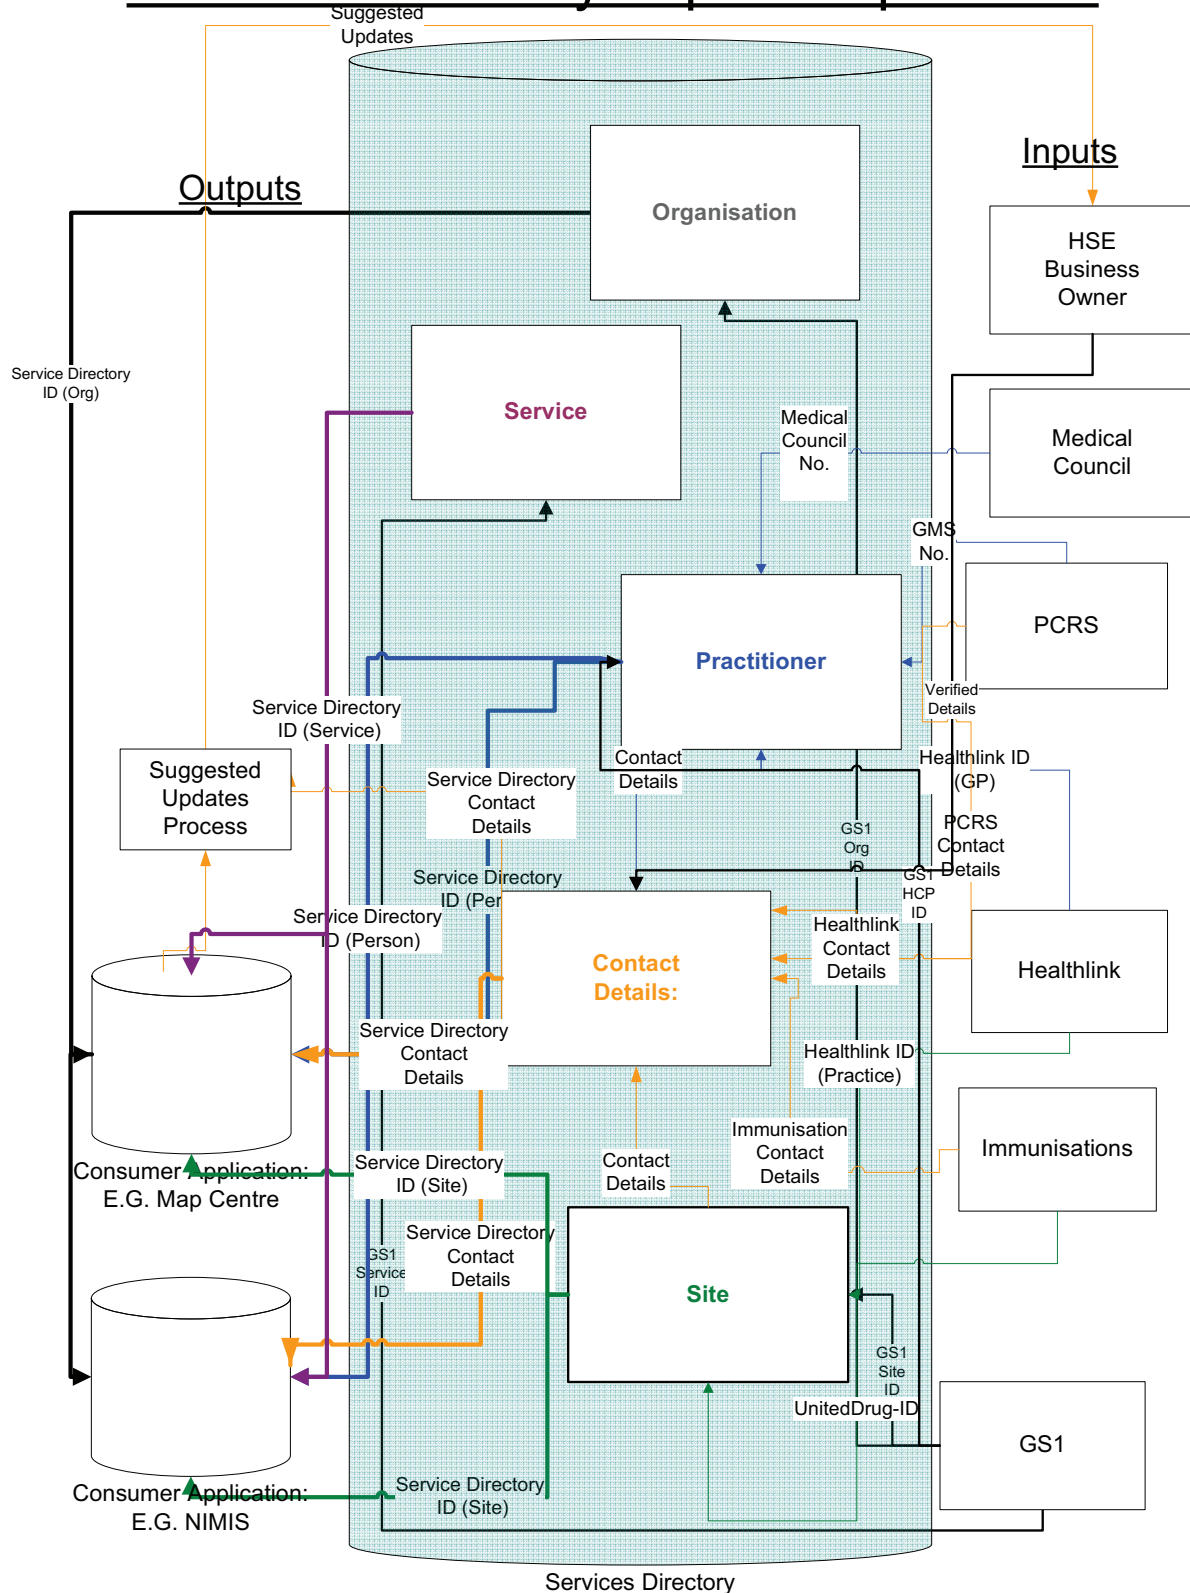 Suggested
Updates
Inputs
Outputs
Organisation
HSE
Business
Owner
Service Directory
ID (Org)
Service
Medical
Council
No.
Medical
Council
GMS
No.
PCRS
Practitioner
Verified
Details
Service Directory
ID (Service)
Suggested
Updates
Process
Service Directory
Contact
Details
Contact
Details
Healthlink ID
(GP)
GS1
Org
ID
PCRS
Contact
Details
GS1
HCP
ID
Service Directory
ID (Per
Service Directory
ID (Person)
Contact
Details:
Healthlink
Contact
Details
Healthlink
Service Directory
Contact
Details
Healthlink ID
(Practice)
Immunisation
Contact
Details
Immunisations
Consumer Application:
E.G. Map Centre
Service Directory
ID (Site)
Contact
Details
Service Directory
Contact
Details
GS1
Service
ID
Site
GS1
Site
ID
UnitedDrug-ID
GS1
Consumer Application:
E.G. NIMIS
Service Directory
ID (Site)
Services Directory